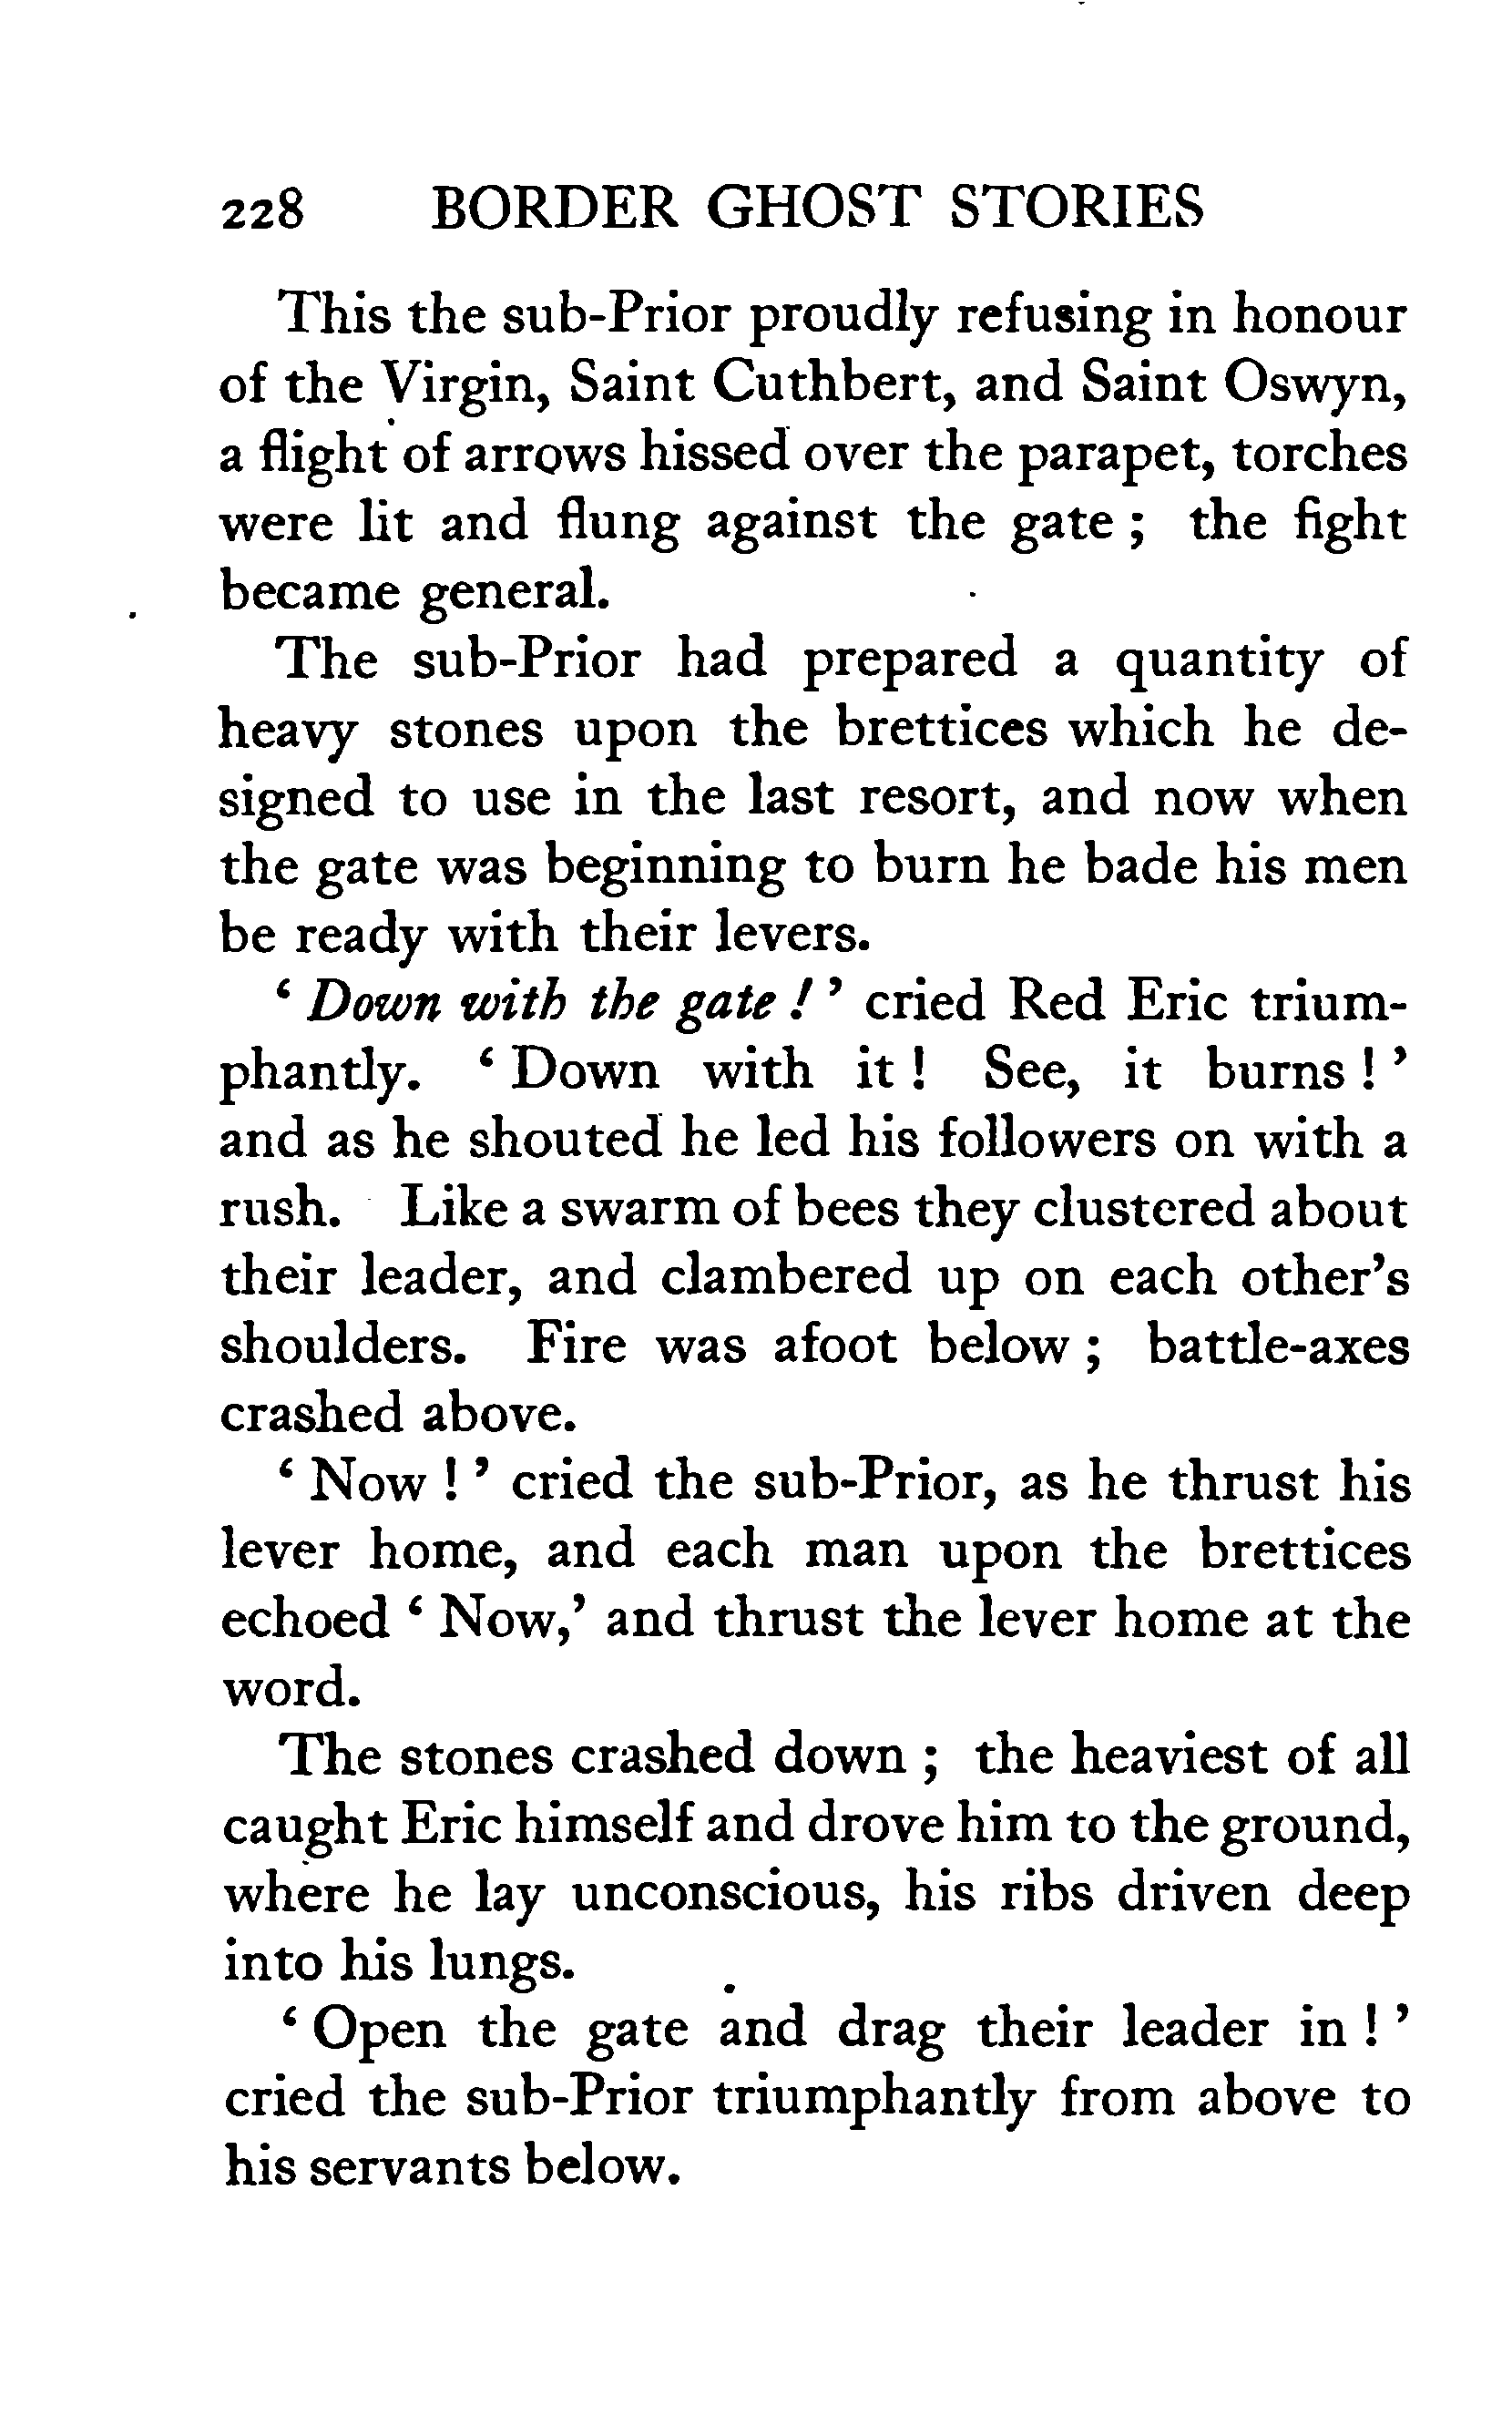 228 BORDER GHOST STORIES
This the sub-Prior proudly refusing in honour
of the Virgin, Saint Cuthbert, and Saint Oswyn,
a flight of arrows hissed over the parapet, torches
were lit and flung against the gate ; the fight
became general.
The sub-Prior had prepared a quantity of
heavy stones upon the brettices which he de-
signed to use in the last resort, and now when
the gate was beginning to burn he bade his men
be ready with their levers.
‘ Down with the gate ! ’ cried Red Eric trium-
phantly. ‘ Down with it ! See, it burns ! ’
and as he shouted he led his followers on with a
rush. Like a swarm of bees they clustered about
their leader, and clambered up on each other’s
shoulders. Fire was afoot below ; battle-axes
crashed above.
‘ Now ! ’ cried the sub-Prior, as he thrust his
lever home, and each man upon the brettices
echoed ‘ Now,’ and thrust the lever home at the
word.
The stones crashed down ; the heaviest of all
caught Eric himself and drove him to the ground,
where he lay unconscious, his ribs driven deep
into his lungs.
‘ Open the gate and drag their leader in ! ’
cried the sub-Prior triumphantly from above to
his servants below.